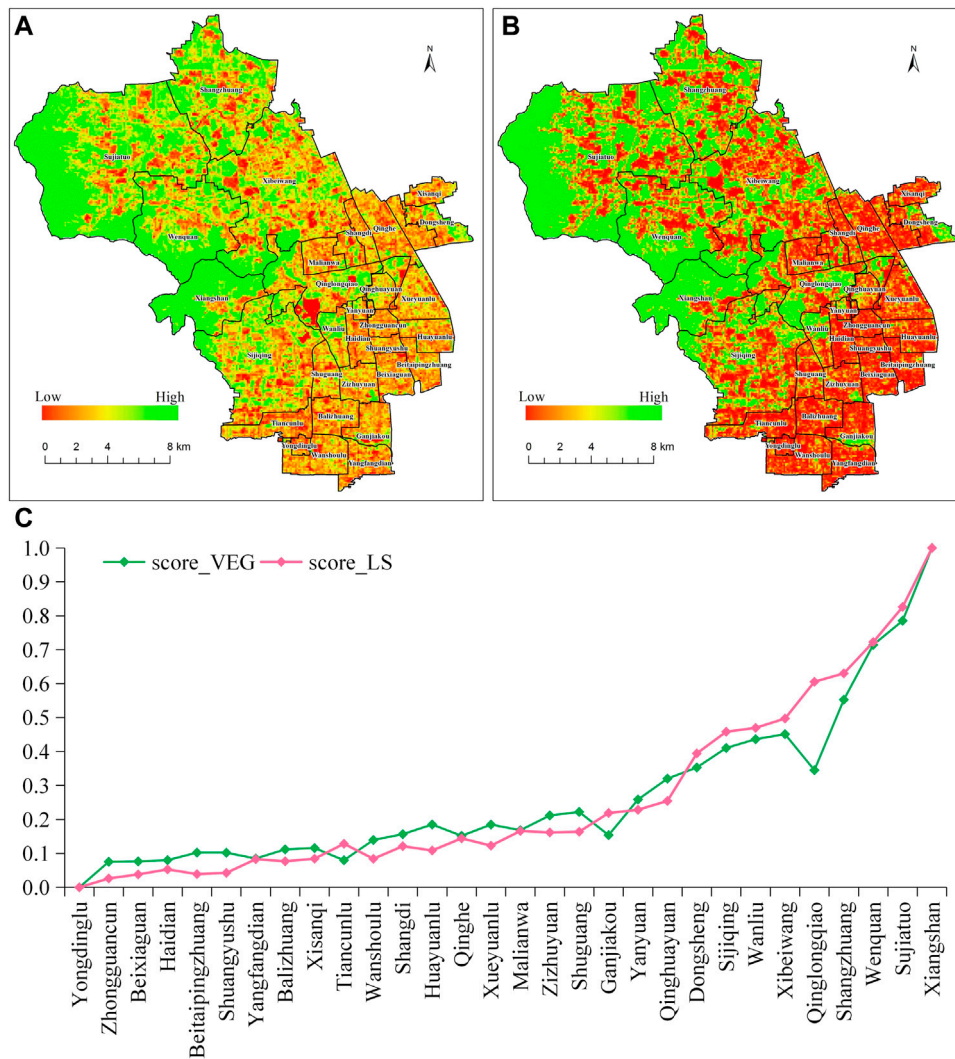 A
N
Shangzhuang
Sujiatuo
Xibeiwang
Xisanqi
Dongsheng
Wenquan
Shangdi
Qinghe
Malianwa
Qinglongqiao
Qinghuayuan
Xiangshan
Xueyuanlu
Yanyuan
Zhongguancun
Wanliu
Haidian
Huayuanlu
Shuangyushu
Sijiqing
Beitaipingzhuang
Shuguang
Beixiaguan
Zizhuyuan
Low High
Balizhuang
Tiancunlu
Ganjiakou
0 2 4 6 8 km
Yongdinglu
Wanshoulu
Yangfangdian
B
N
Shangzhuang
Sujiatuo
Xibeiwang
Xisanqi
Dongsheng
Wenquan
Shangdi
Qinghe
Malianwa
Qinglongqiao
Qinghuayuan
Xiangshan
Xueyuanlu
Yanyuan
Zhongguancun
Wanliu
Haidian
Huayuanlu
Shuangyushu
Sijiqing
Beitaipingzhuang
Shuguang
Beixiaguan
Zizhuyuan
Low High
Balizhuang
Tiancunlu
Ganjiakou
0 2 4 6 8 km
Yongdinglu
Wanshoulu
Yangfangdian
C
score_VEG score_LS
1.0
0.9
0.8
0.7
0.6
0.5
0.4
0.3
0.2
0.1
0.0
Yongdinglu
Zhongguancun
Beixiaguan
Haidian
Beitaipingzhuang
Shuangyushu
Yangfangdian
Balizhuang
Xisanqi
Tiancunlu
Wanshoulu
Shangdi
Huayuanlu
Qinghe
Xueyuanlu
Malianwa
Zizhuyuan
Shuguang
Ganjiakou
Yanyuan
Qinghuayuan
Dongsheng
Sijiqing
Wanliu
Xibeiwang
Qinglongqiao
Shangzhuang
Wenquan
Sujiatuo
Xiangshan